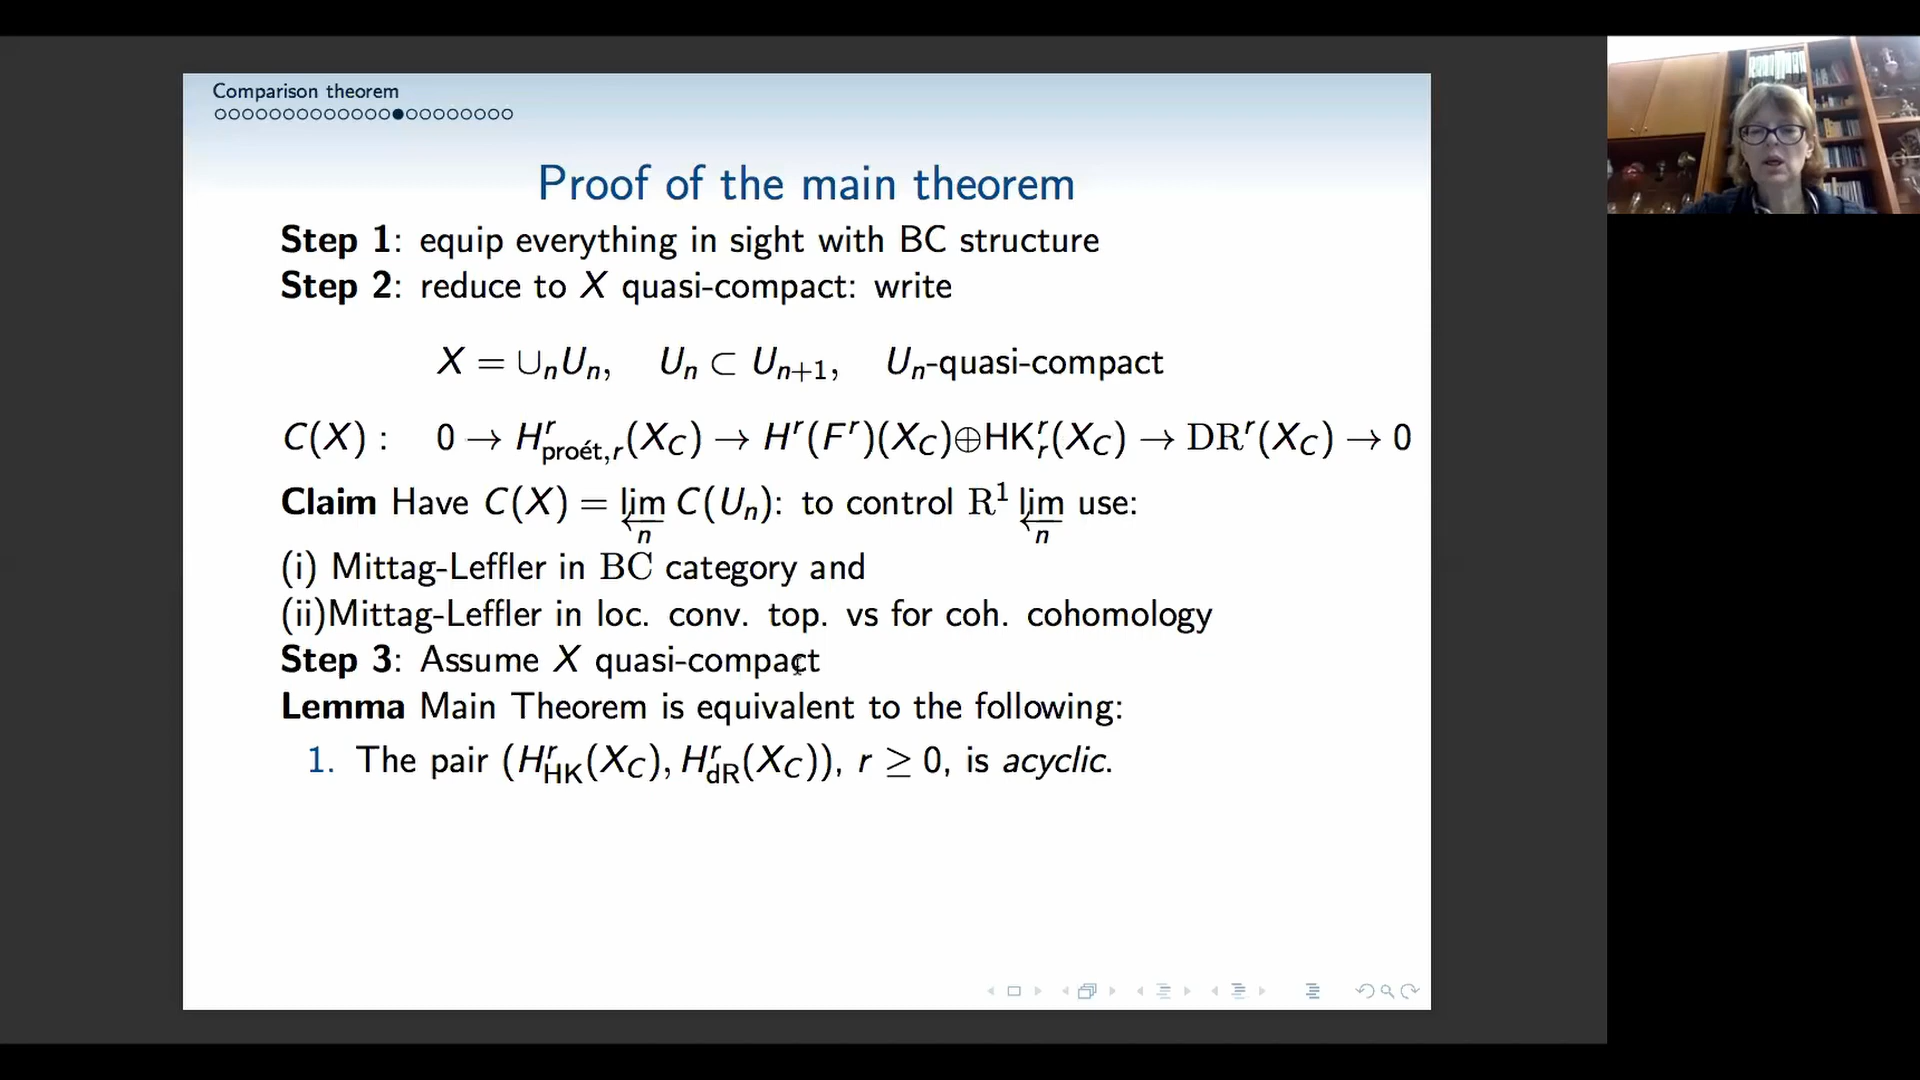 Comparison theorem
Proof of the main theorem
Step 1: equip everything in sight with BC structure
Step 2: reduce to X quasi-compact: write
X = ∪ₙUₙ, Uₙ ⊂ Uₙ₊₁, Uₙ-quasi-compact
C(X) : 0 → H^r_{proét,r}(X_C) → H^r(F^r)(X_C)⊕HK^r_r(X_C) → DR^r(X_C) → 0
Claim Have C(X) = lim←_n C(Uₙ): to control R¹ lim←_n use:
(i) Mittag-Leffler in BC category and
(ii)Mittag-Leffler in loc. conv. top. vs for coh. cohomology
Step 3: Assume X quasi-compact
Lemma Main Theorem is equivalent to the following:
1. The pair (H^r_{HK}(X_C), H^r_{dR}(X_C)), r ≥ 0, is acyclic.